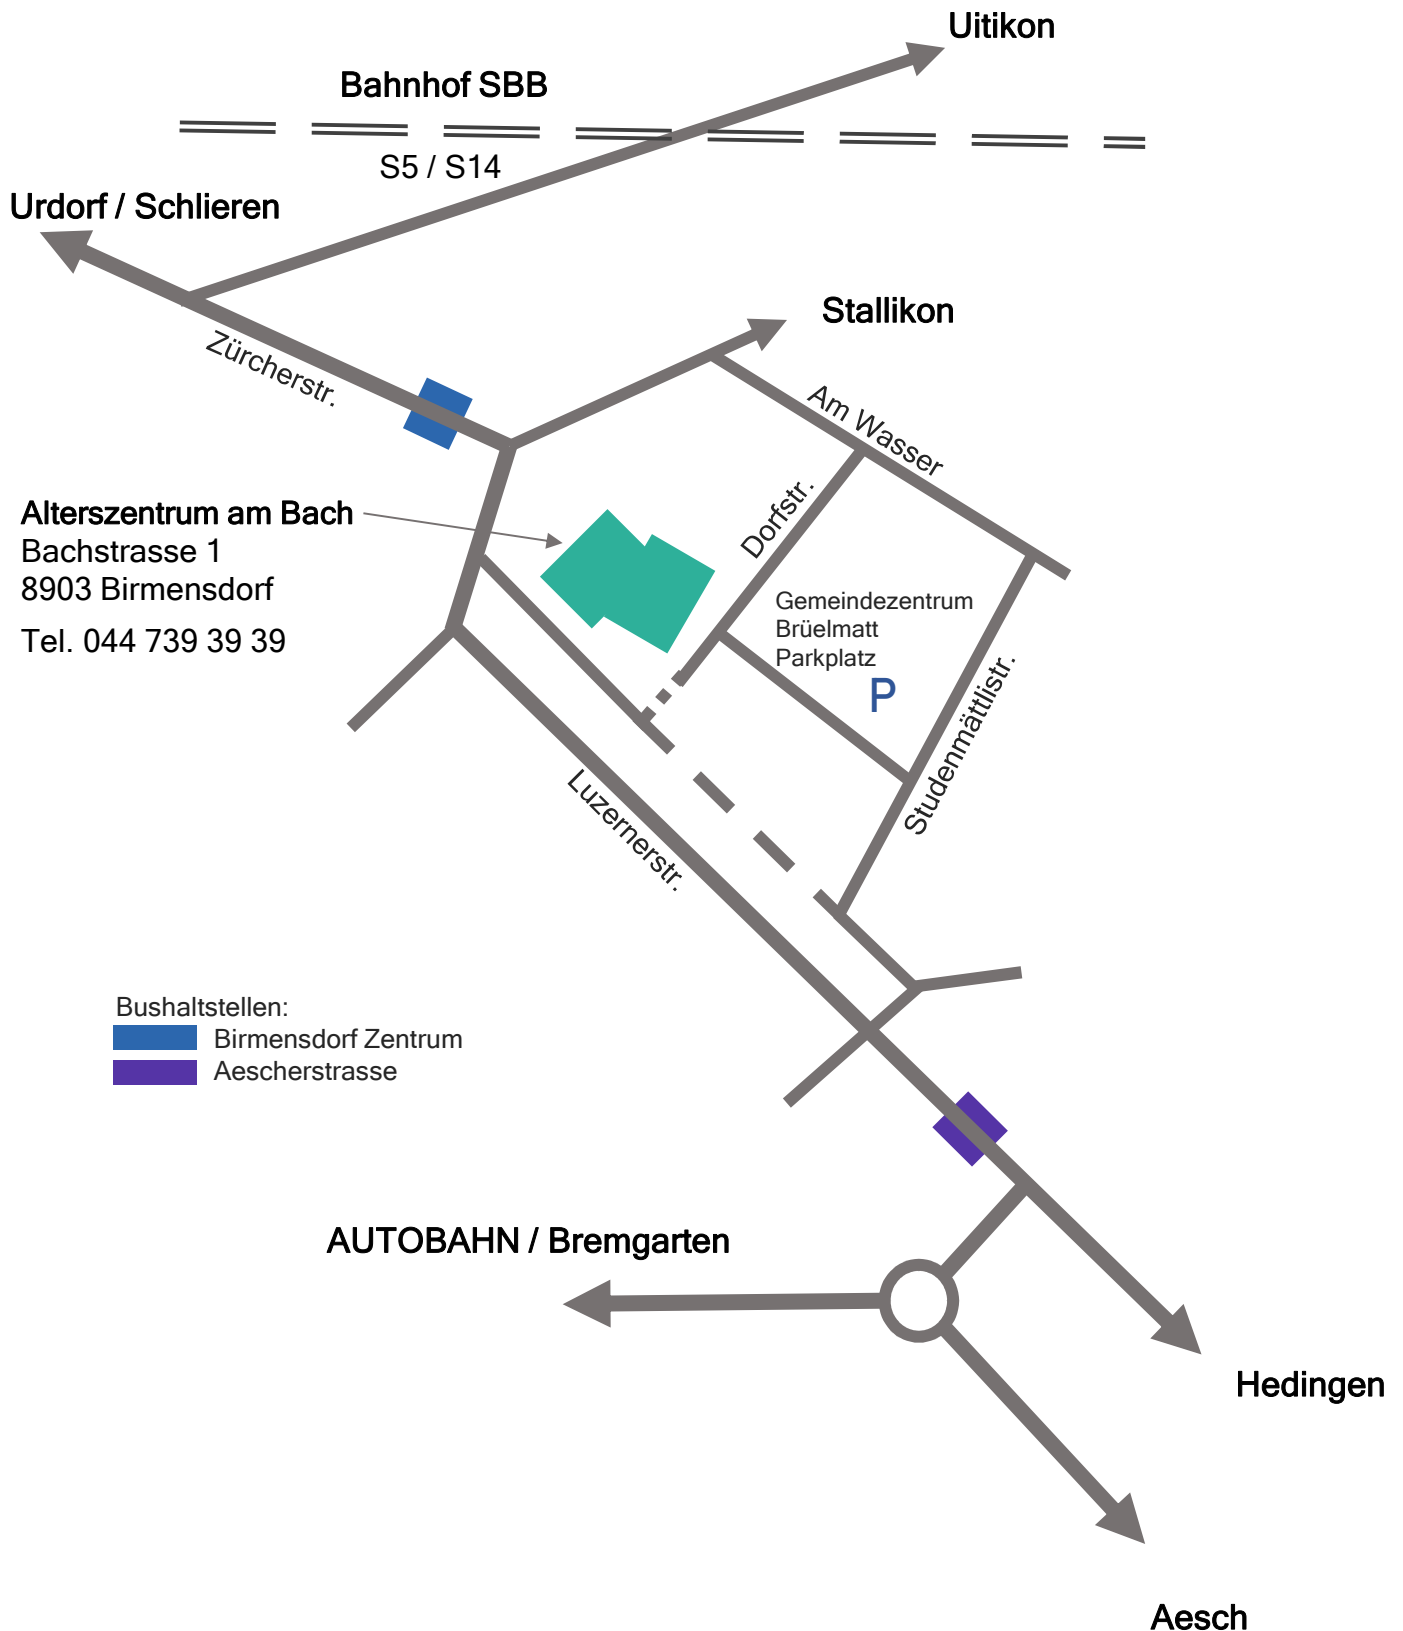 Uitikon
Bahnhof SBB
S5 / S14
Urdorf / Schlieren
Stallikon
Zürcherstr.
Am Wasser
Dorfstr.
Alterszentrum am Bach
Bachstrasse 1
8903 Birmensdorf
Tel. 044 739 39 39
Gemeindezentrum
Brüelmatt
Parkplatz
P
Studenmättlistr.
Luzernerstr.
Bushaltstellen:
Birmensdorf Zentrum
Aescherstrasse
AUTOBAHN / Bremgarten
Hedingen
Aesch